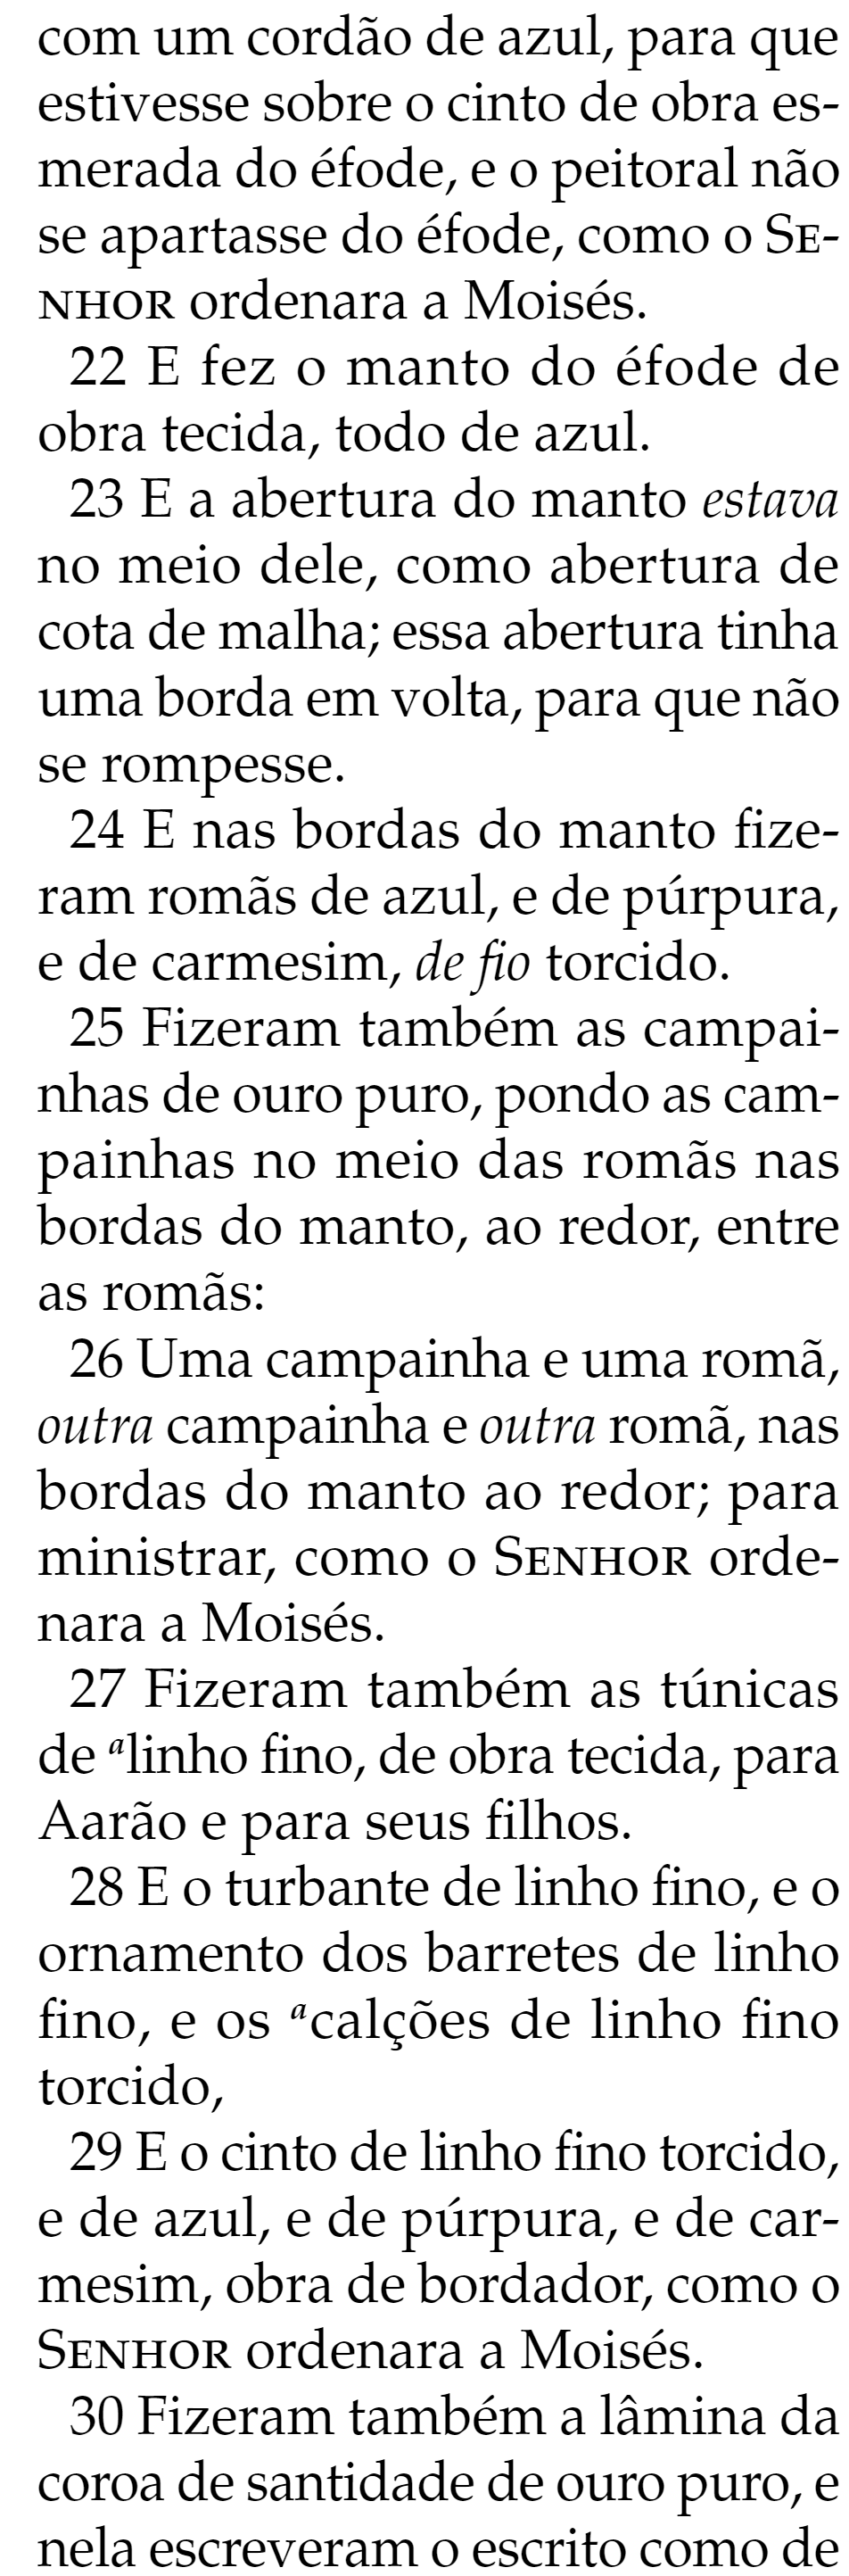 com um cordão de azul, para que
estivesse sobre o cinto de obra es-
merada do éfode, e o peitoral não
se apartasse do éfode, como o SE-
NHOR ordenara a Moisés.
22 E fez o manto do éfode de
obra tecida, todo de azul.
23 E a abertura do manto estava
no meio dele, como abertura de
cota de malha; essa abertura tinha
uma borda em volta, para que não
se rompesse.
24 E nas bordas do manto fize-
ram romãs de azul, e de púrpura,
e de carmesim, de fio torcido.
25 Fizeram também as campai-
nhas de ouro puro, pondo as cam-
painhas no meio das romãs nas
bordas do manto, ao redor, entre
as romãs:
26 Uma campainha e uma romã,
outra campainha e outra romã, nas
bordas do manto ao redor; para
ministrar, como o SENHOR orde-
nara a Moisés.
27 Fizeram também as túnicas
de ᵃlinho fino, de obra tecida, para
Aarão e para seus filhos.
28 E o turbante de linho fino, e o
ornamento dos barretes de linho
fino, e os ᵃcalções de linho fino
torcido,
29 E o cinto de linho fino torcido,
e de azul, e de púrpura, e de car-
mesim, obra de bordador, como o
SENHOR ordenara a Moisés.
30 Fizeram também a lâmina da
coroa de santidade de ouro puro, e
nela escreveram o escrito como de